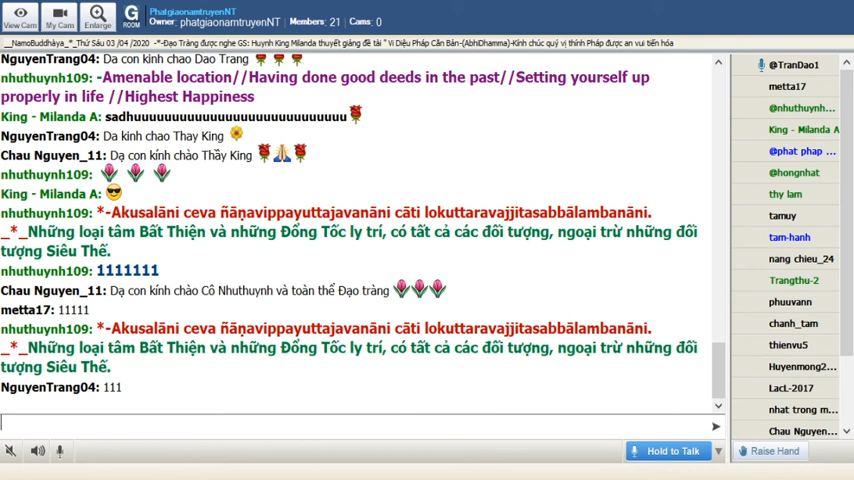 Phatgiaonamtruyen NT
Owner: phatgiaonamtruyenNT Members: 21 Cams: 0
View Cam
My Cam
Enlarge
G ROOM
__NamoBuddhàya_*_Thứ Sáu 03 /04 /2020 -*-Đạo Tràng được nghe GS: Huynh King Milanda thuyết giảng đề tài " Vi Diệu Pháp Căn Bản-(AbhiDhamma)-Kính chúc quý vị thính Pháp được an vui tiến hóa
NguyenTrang04: Da con kinh chao Dao Trang
nhuthuynh109: -Amenable location//Having done good deeds in the past//Setting yourself up
properly in life //Highest Happiness
King - Milanda A: sadhuuuuuuuuuuuuuuuuuuuuuuuuuuu
NguyenTrang04: Da kinh chao Thay King
Chau Nguyen_11: Dạ con kính chào Thầy King
nhuthuynh109:
King - Milanda A:
nhuthuynh109: *-Akusalāni ceva ñāṇavippayuttajavanāni cāti lokuttaravajjitasabbālambanāni.
_*_Những loại tâm Bất Thiện và những Đổng Tốc ly trí, có tất cả các đối tượng, ngoại trừ những đối
tượng Siêu Thế.
nhuthuynh109: 1111111
Chau Nguyen_11: Dạ con kính chào Cô Nhuthuynh và toàn thể Đạo tràng
metta17: 11111
nhuthuynh109: *-Akusalāni ceva ñāṇavippayuttajavanāni cāti lokuttaravajjitasabbālambanāni.
_*_Những loại tâm Bất Thiện và những Đổng Tốc ly trí, có tất cả các đối tượng, ngoại trừ những đối
tượng Siêu Thế.
NguyenTrang04: 111
Hold to Talk
@TranDao1
metta17
@nhuthuynh...
King - Milanda A
@phat phap ...
@hongnhat
thy lam
tamuy
tam-hanh
nang chieu_24
Trangthu-2
phuuvann
chanh_tam
thienvu5
Huyenmong2...
LacL-2017
nhat trong m...
Chau Nguyen...
Raise Hand